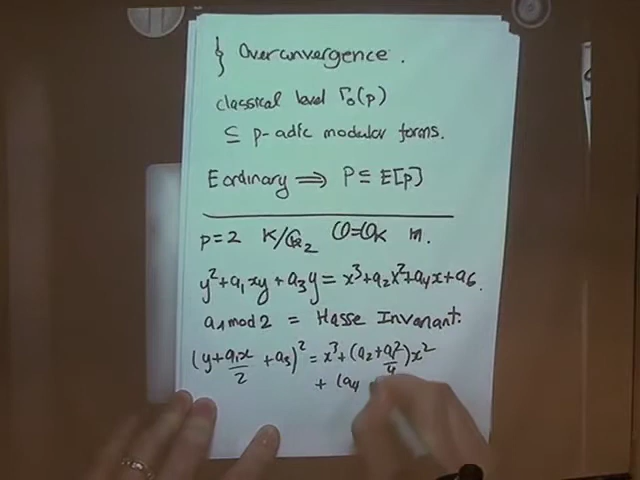 § Overconvergence.
classical level Γ₀(p)
⊆ p-adic modular forms.
E ordinary ⟹ P ⊆ E[p]
p=2 K/ℚ₂ O=O_K m.
y²+a₁xy+a₃y = x³+a₂x²+a₄x+a₆.
a₁ mod 2 = Hasse Invariant.
(y+a₁x/2+a₃)² = x³+(a₂+a₁²/4)x²
+(a₄